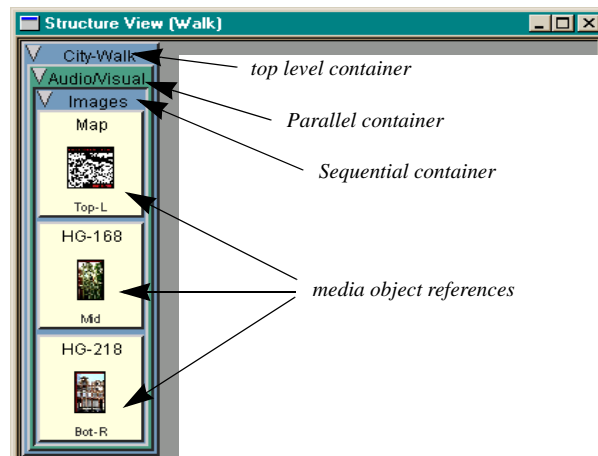 Structure View (Walk)
City-Walk
top level container
Audio/Visual
Parallel container
Images
Sequential container
Map
Top-L
HG-168
media object references
Mid
HG-218
Bot-R